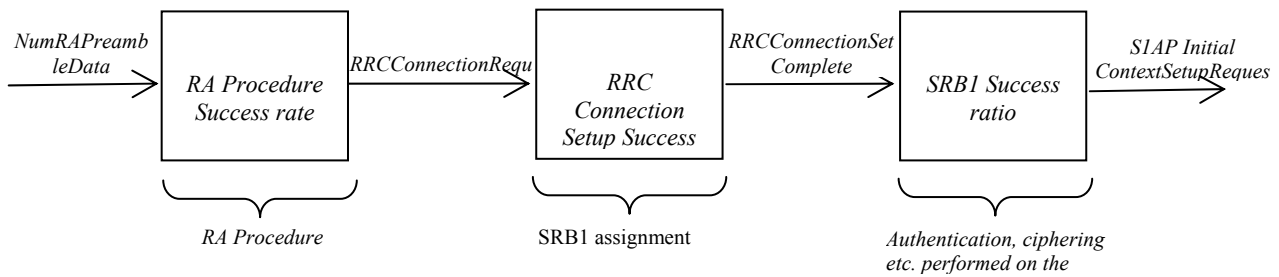 NumRAPreamb
leData
RA Procedure
Success rate
RRCConnectionRequ
RRC
Connection
Setup Success
RRCConnectionSet
Complete
SRB1 Success
ratio
S1AP Initial
ContextSetupReques
RA Procedure
SRB1 assignment
Authentication, ciphering
etc. performed on the